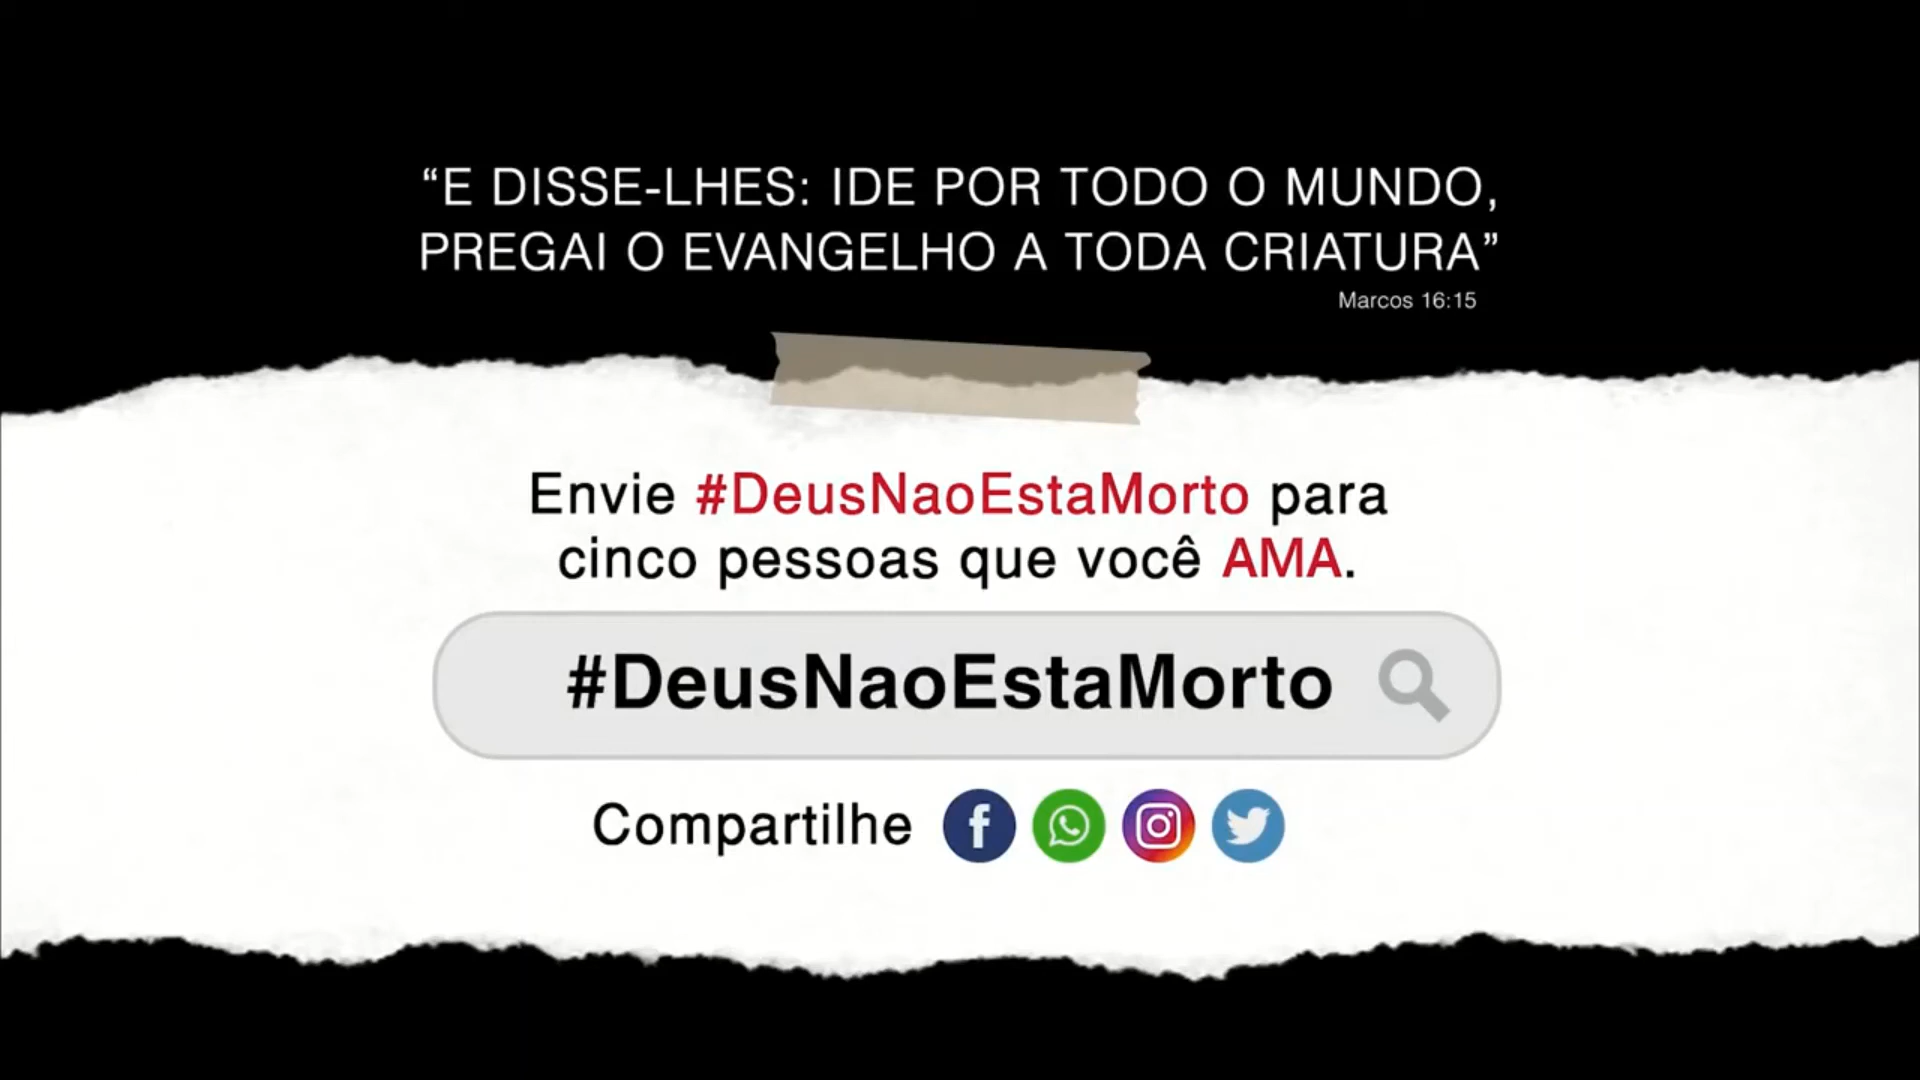 “E DISSE-LHES: IDE POR TODO O MUNDO,
PREGAI O EVANGELHO A TODA CRIATURA”
Marcos 16:15
Envie #DeusNaoEstaMorto para
cinco pessoas que você AMA.
#DeusNaoEstaMorto
Compartilhe